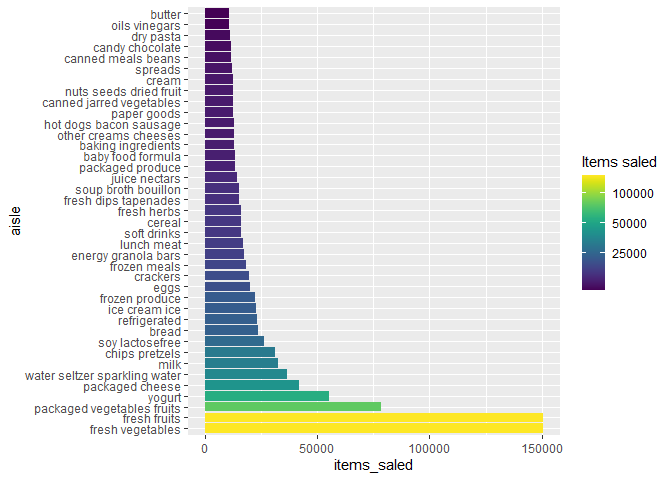 butter
oils vinegars
dry pasta
candy chocolate
canned meals beans
spreads
cream
nuts seeds dried fruit
canned jarred vegetables
paper goods
hot dogs bacon sausage
other creams cheeses
baking ingredients
baby food formula
packaged produce
juice nectars
soup broth bouillon
fresh dips tapenades
fresh herbs
cereal
soft drinks
lunch meat
energy granola bars
frozen meals
crackers
eggs
frozen produce
ice cream ice
refrigerated
bread
soy lactosefree
chips pretzels
milk
water seltzer sparkling water
packaged cheese
yogurt
packaged vegetables fruits
fresh fruits
fresh vegetables
aisle
0 50000 100000 150000
items_saled
Items saled
100000
50000
25000